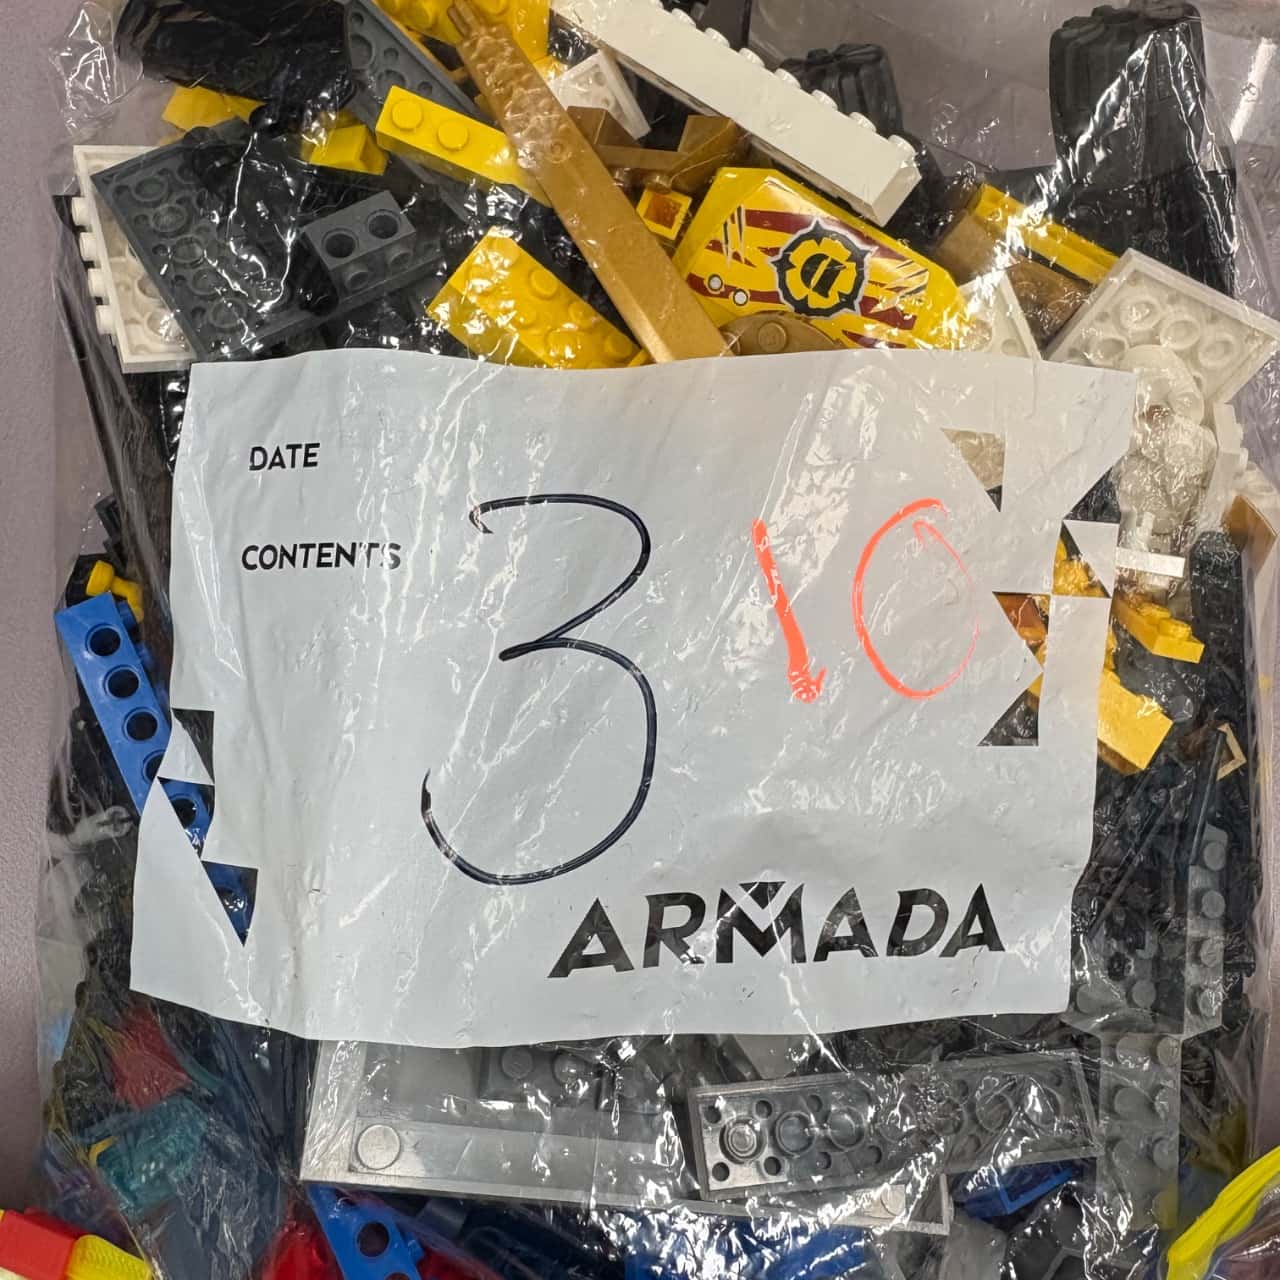 DATE
CONTENTS
3 10
ARMADA